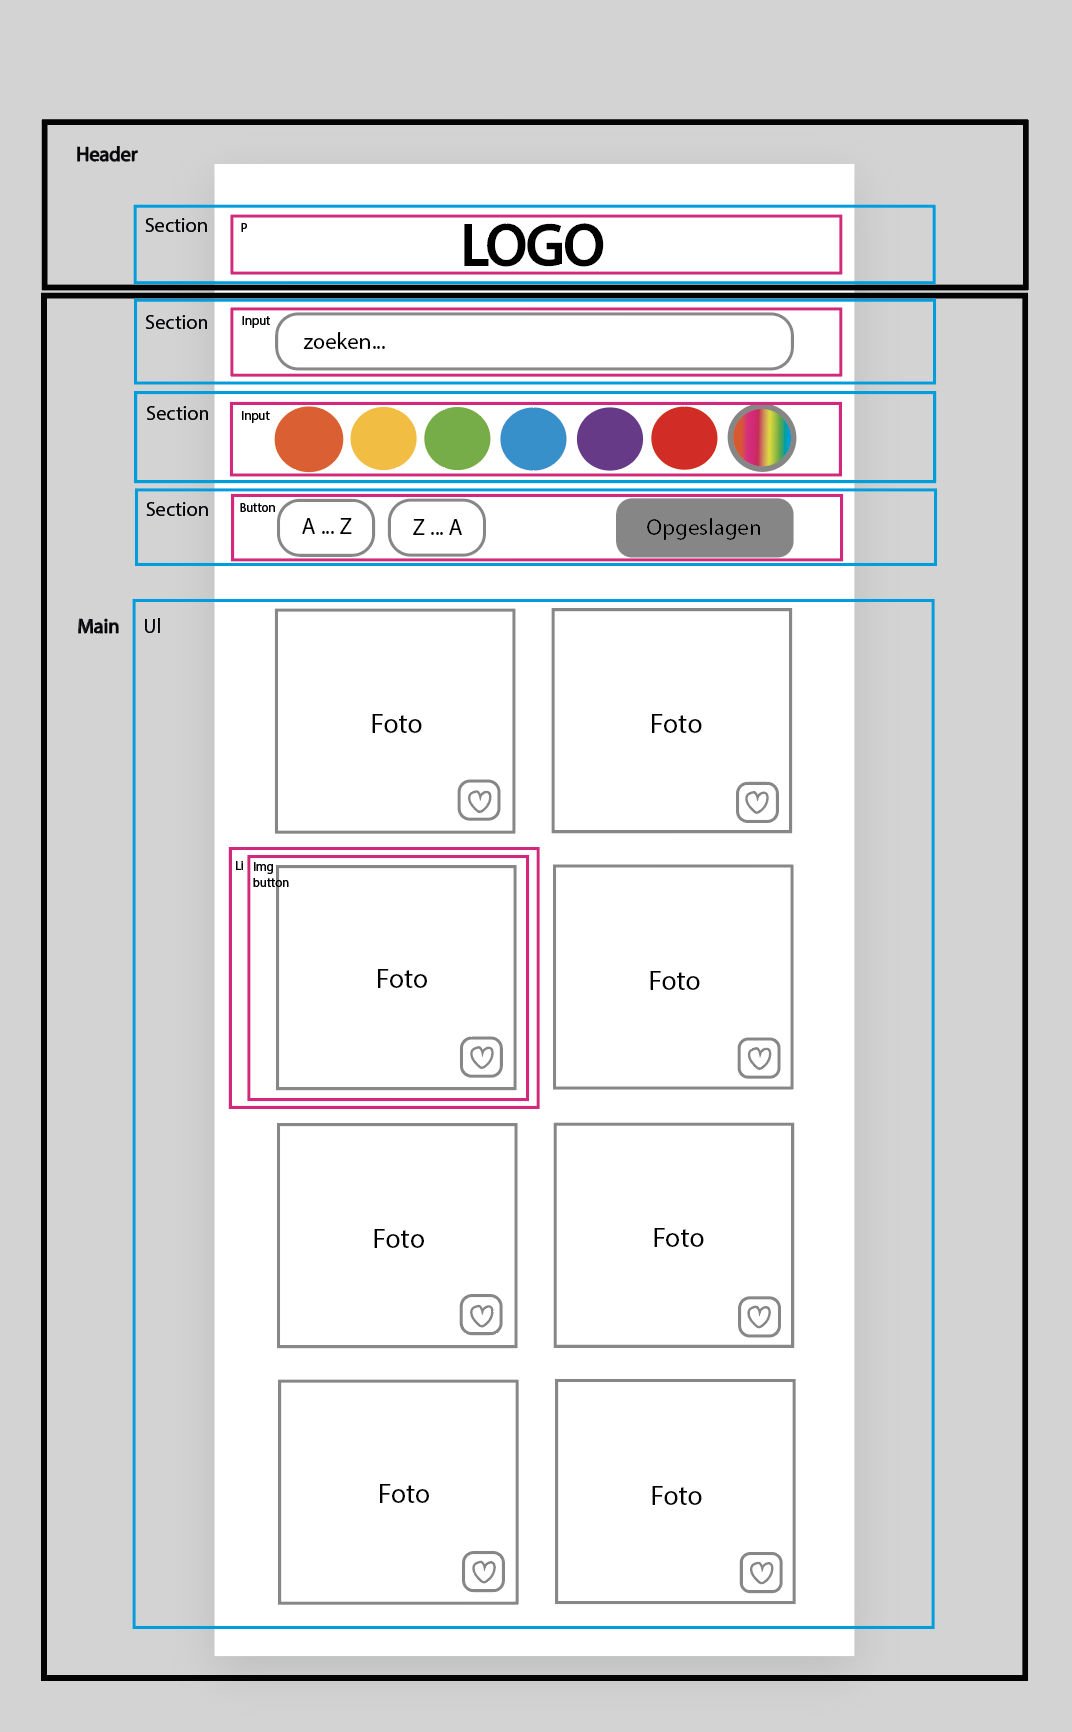 Header
Section
P
LOGO
Section
Input
zoeken...
Section
Input
Section
Button
A ... Z
Z ... A
Opgeslagen
Main
Ul
Foto
Foto
Li
Img
button
Foto
Foto
Foto
Foto
Foto
Foto